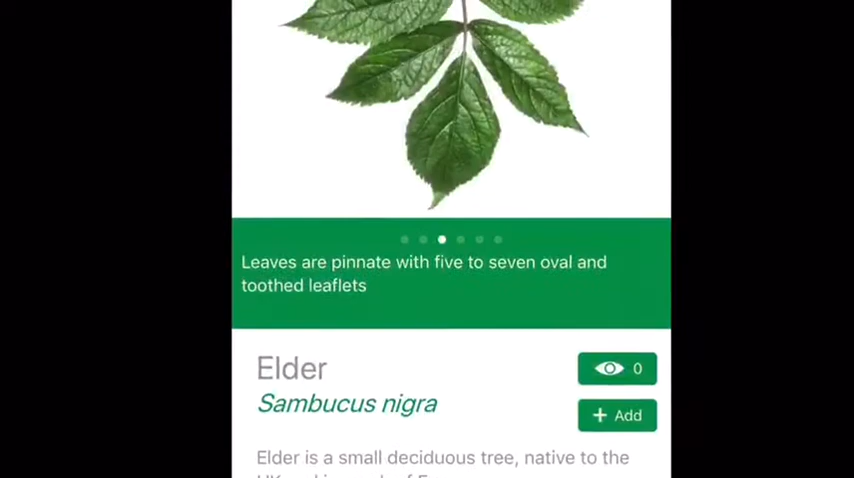 Leaves are pinnate with five to seven oval and
toothed leaflets
Elder
0
Sambucus nigra
Add
Elder is a small deciduous tree, native to the